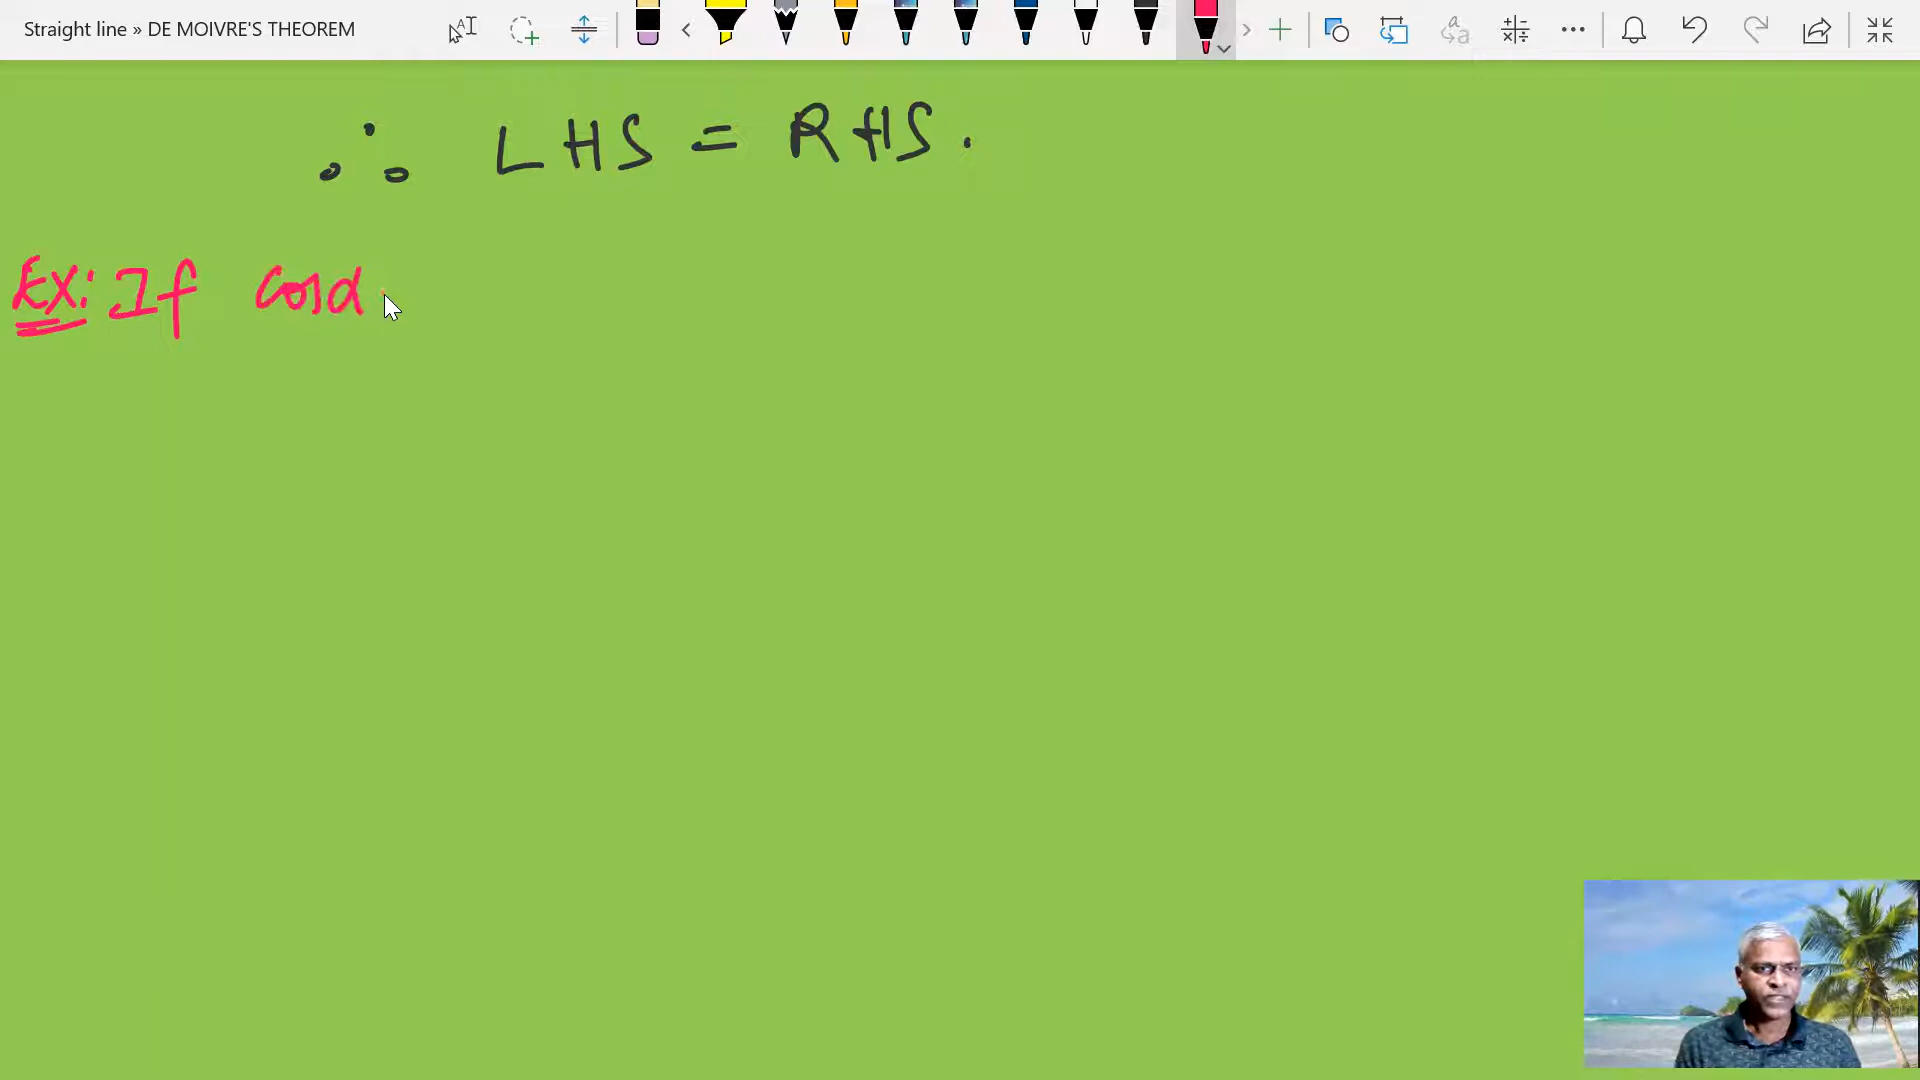 Straight line » DE MOIVRE'S THEOREM
∴ LHS = RHS.
Ex: If cosα